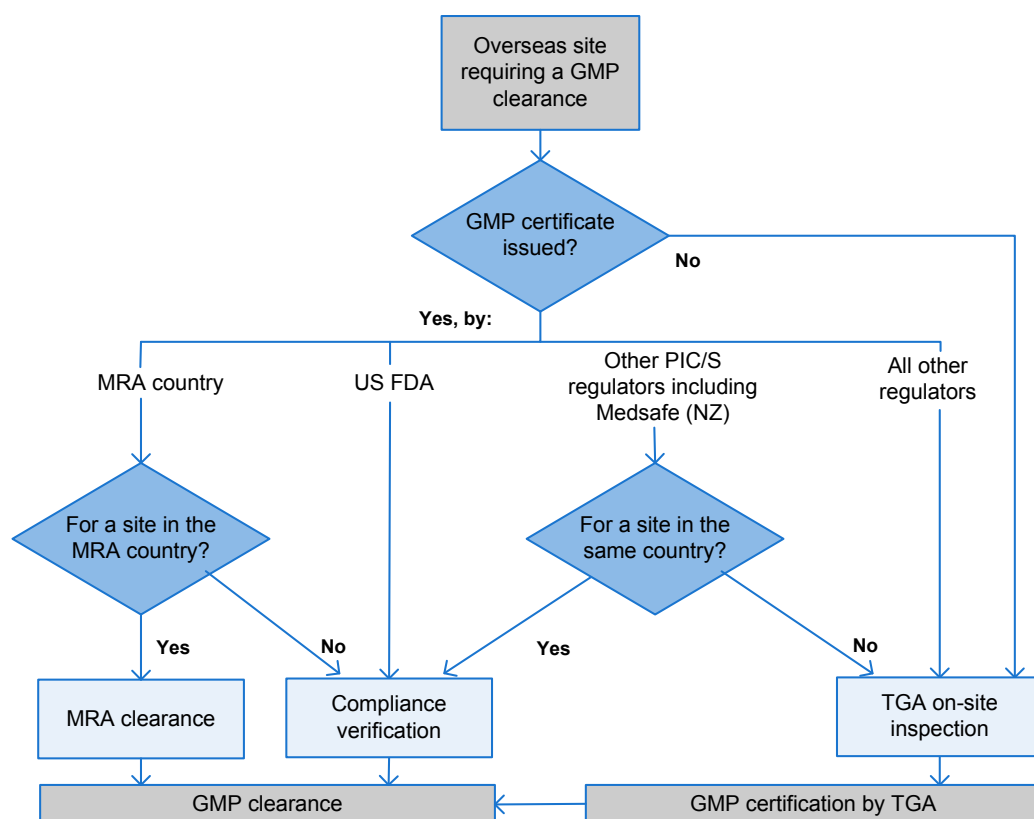 Overseas site
requiring a GMP
clearance
GMP certificate
issued?
No
Yes, by:
MRA country
US FDA
Other PIC/S
regulators including
Medsafe (NZ)
All other
regulators
For a site in the
MRA country?
For a site in the
same country?
Yes
No
Yes
No
MRA clearance
Compliance
verification
TGA on-site
inspection
GMP clearance
GMP certification by TGA